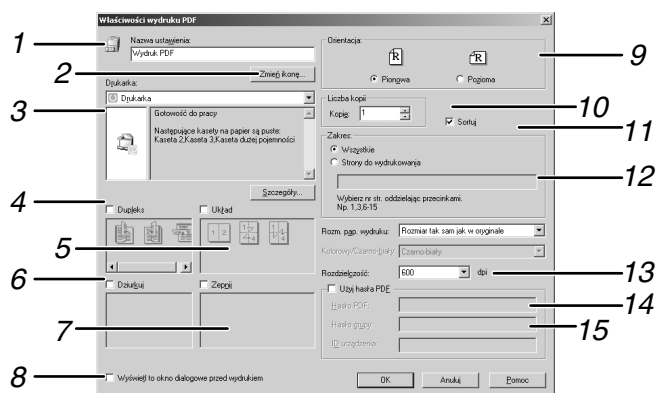 Właściwości wydruku PDF
1
Nazwa ustawienia:
Wydruk PDF
2
Zmień ikonę...
Drukarka:
Drukarka
3
Gotowość do pracy
Następujące kasety na papier są puste:
Kaseta 2,Kaseta 3,Kaseta dużej pojemności
Szczegóły...
4
Dupleks
Układ
1 2
5
6
Dziurkuj
Zepnij
7
8
Wyświetl to okno dialogowe przed wydrukiem
Orientacja:
R
R
9
Pionowa
Pozioma
Liczba kopii
10
Kopie:
1
Sortuj
11
Zakres:
Wszystkie
Strony do wydrukowania
12
Wybierz nr str. oddzielając przecinkami.
Np. 1,3,6-15
Rozm. pap. wydruku:
Rozmiar tak sam jak w oryginale
Kolorowy/Czarno-biały
Czarno-biały
Rozdzielczość:
600
dpi
13
Użyj hasła PDF
Hasło PDF:
14
Hasło grupy:
15
ID urządzenia:
OK
Anuluj
Pomoc